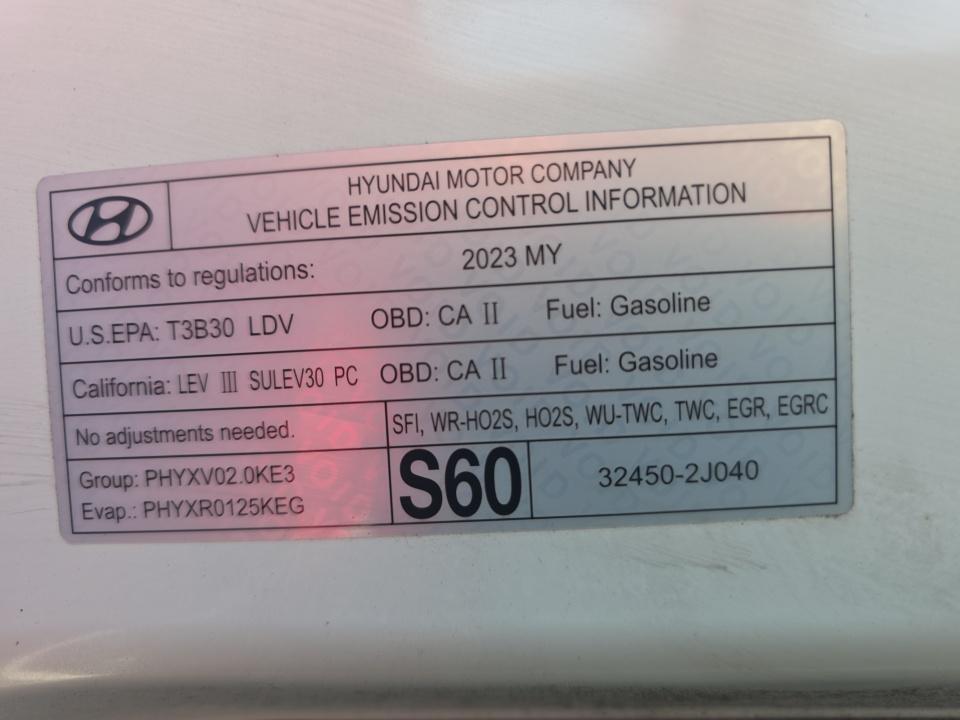 HYUNDAI MOTOR COMPANY
VEHICLE EMISSION CONTROL INFORMATION
Conforms to regulations: 2023 MY
U.S.EPA: T3B30 LDV OBD: CA II Fuel: Gasoline
California: LEV III SULEV30 PC OBD: CA II Fuel: Gasoline
No adjustments needed. SFI, WR-HO2S, HO2S, WU-TWC, TWC, EGR, EGRC
Group: PHYXV02.0KE3
Evap.: PHYXR0125KEG
S60
32450-2J040